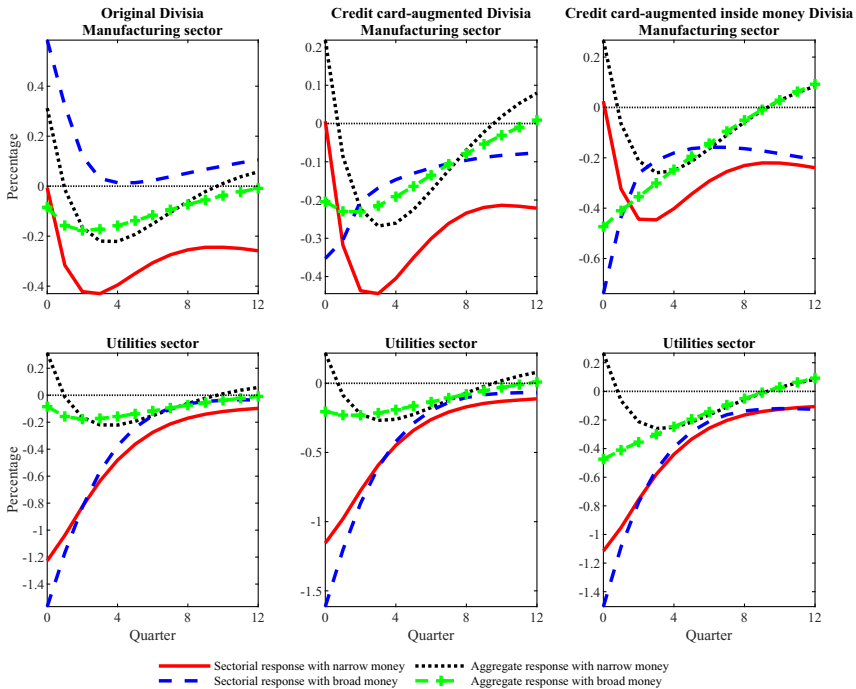 Original Divisia
Manufacturing sector
Credit card-augmented Divisia
Manufacturing sector
Credit card-augmented inside money Divisia
Manufacturing sector
Percentage
0.4
0.2
0
-0.2
-0.4
0 4 8 12
0.2
0.1
0
-0.1
-0.2
-0.3
-0.4
0 4 8 12
0.2
0
-0.2
-0.4
-0.6
0 4 8 12
Utilities sector
Utilities sector
Utilities sector
Percentage
0.2
0
-0.2
-0.4
-0.6
-0.8
-1
-1.2
-1.4
0 4 8 12
Quarter
0
-0.5
-1
-1.5
0 4 8 12
Quarter
0.2
0
-0.2
-0.4
-0.6
-0.8
-1
-1.2
-1.4
0 4 8 12
Quarter
Sectorial response with narrow money
Aggregate response with narrow money
Sectorial response with broad money
Aggregate response with broad money